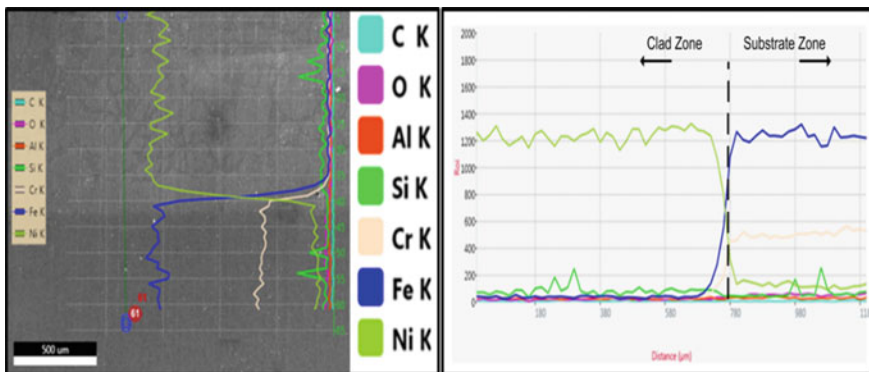 C K
O K
Al K
Si K
Cr K
Fe K
Ni K
61
500 um
C K
O K
Al K
Si K
Cr K
Fe K
Ni K
Clad Zone
Substrate Zone
2000
1800
1600
1400
1200
1000
800
600
400
200
0
180
380
580
780
980
Distance (µm)